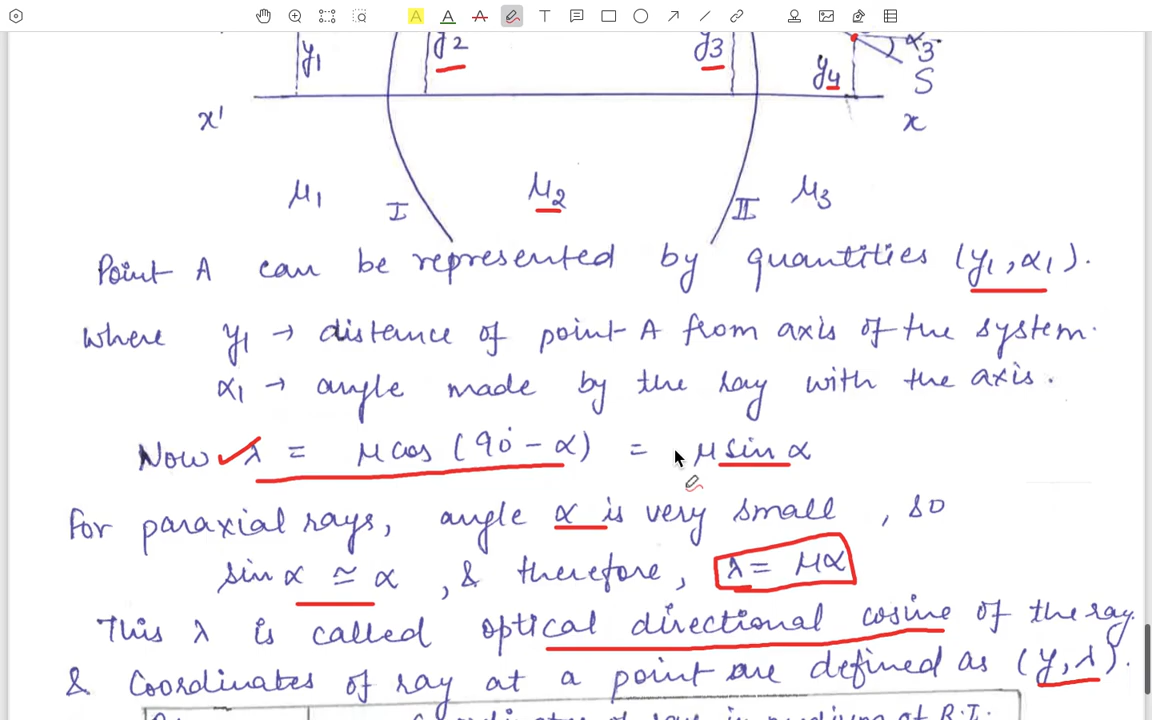 y1 y2 y3 y4 α3 S
x' x
μ1 I μ2 II μ3
Point A can be represented by quantities (y1, α1).
Where y1 → distance of point A from axis of the system.
α1 → angle made by the ray with the axis.
Now λ = μ cos (90 - α) = μ sin α
For paraxial rays, angle α is very small, so
sin α ≃ α, & therefore, λ = μα
This λ is called optical directional cosine of the ray.
& Coordinates of ray at a point are defined as (y, λ).